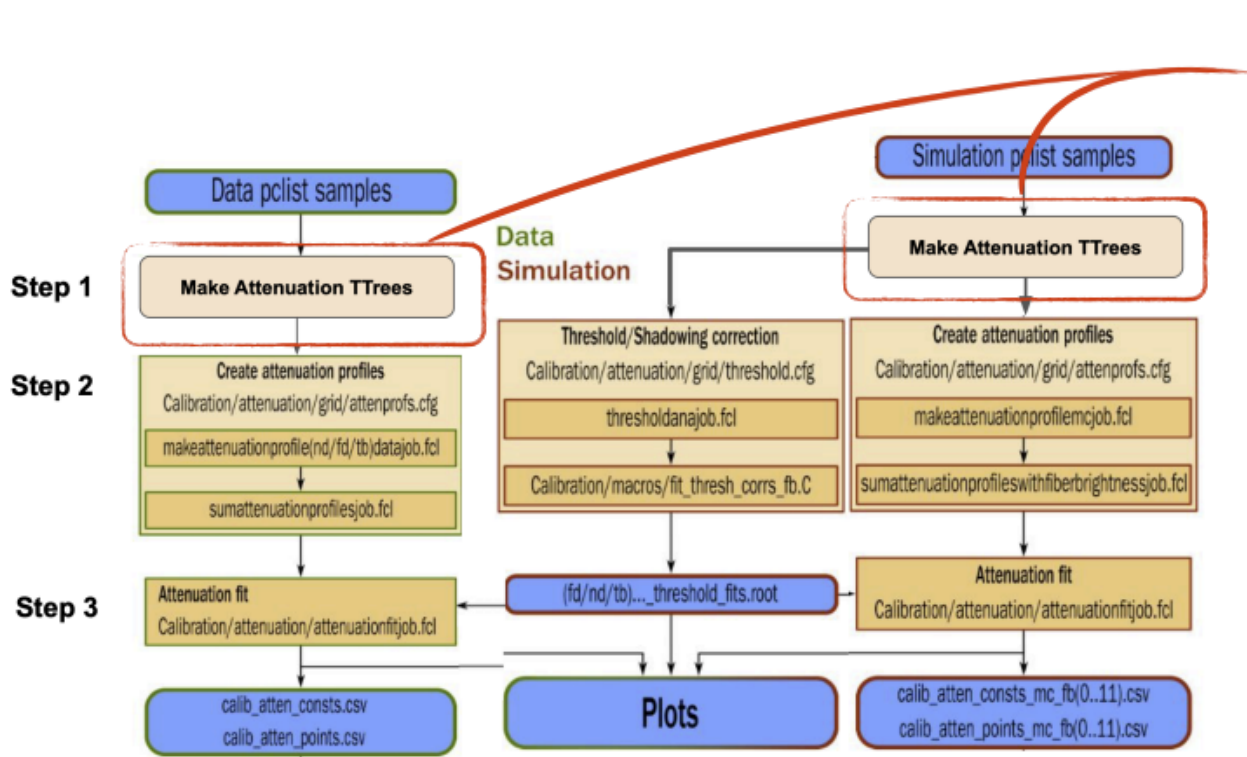 Simulation pclist samples
Data pclist samples
Data
Simulation
Step 1
Make Attenuation TTrees
Make Attenuation TTrees
Step 2
Create attenuation profiles
Calibration/attenuation/grid/attenprofs.cfg
makeattenuationprofile(nd/fd/tb)datajob.fcl
sumattenuationprofilesjob.fcl
Threshold/Shadowing correction
Calibration/attenuation/grid/threshold.cfg
thresholdanajob.fcl
Calibration/macros/fit_thresh_corrs_fb.C
Create attenuation profiles
Calibration/attenuation/grid/attenprofs.cfg
makeattenuationprofilemcjob.fcl
sumattenuationprofileswithfiberbrightnessjob.fcl
Step 3
Attenuation fit
Calibration/attenuation/attenuationfitjob.fcl
(fd/nd/tb)..._threshold_fits.root
Attenuation fit
Calibration/attenuation/attenuationfitjob.fcl
calib_atten_consts.csv
calib_atten_points.csv
Plots
calib_atten_consts_mc_fb(0..11).csv
calib_atten_points_mc_fb(0..11).csv